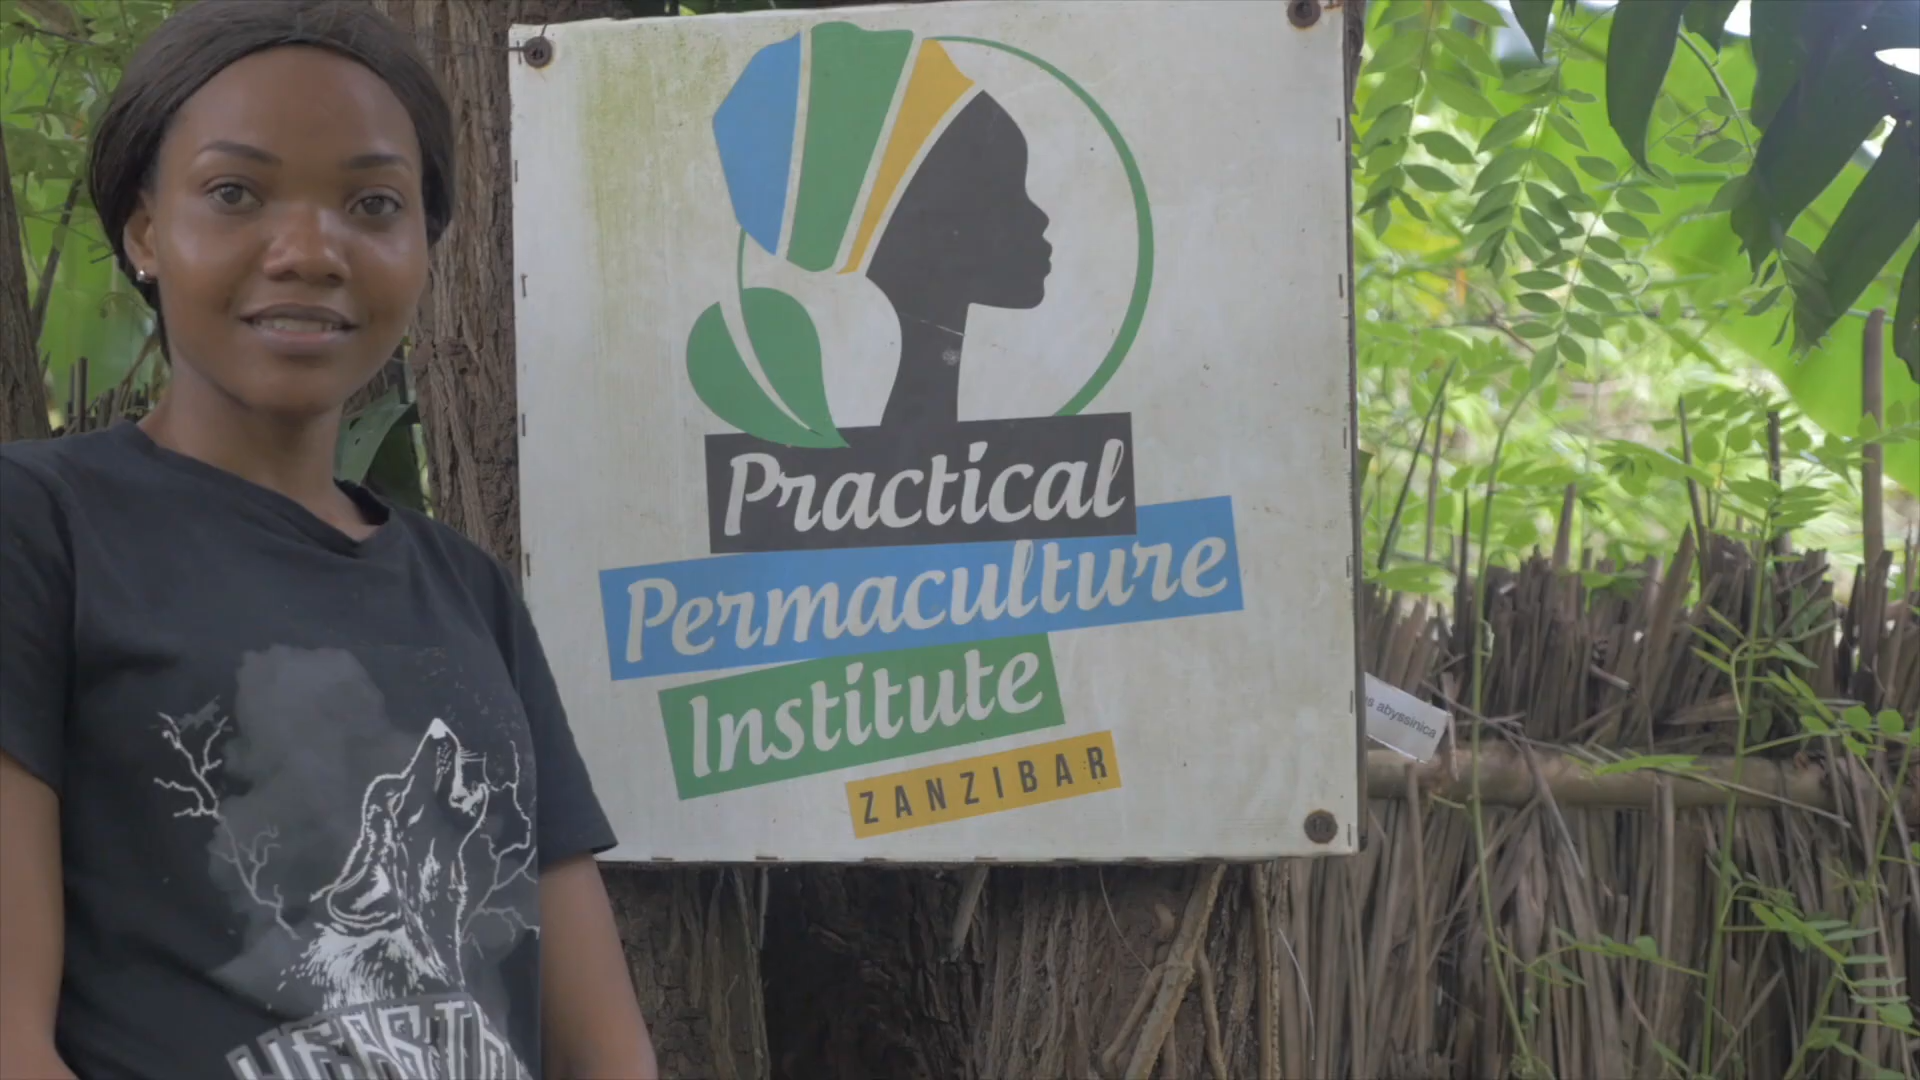 Practical
Permaculture
Institute
ZANZIBAR
abyssinica